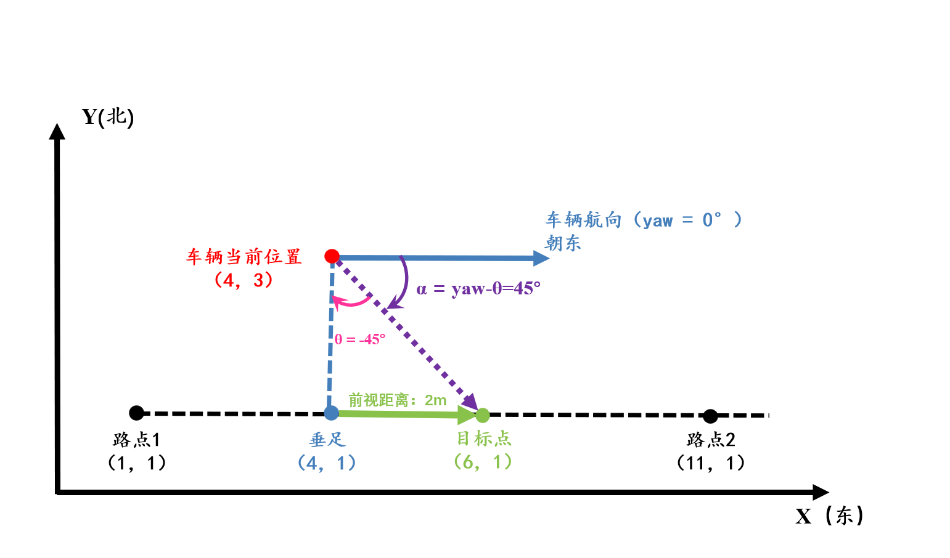 Y(北)
车辆航向（yaw = 0°）
朝东
车辆当前位置
（4, 3）
α = yaw-θ=45°
θ = -45°
前视距离：2m
路点1
（1, 1）
垂足
（4, 1）
目标点
（6, 1）
路点2
（11, 1）
X（东）